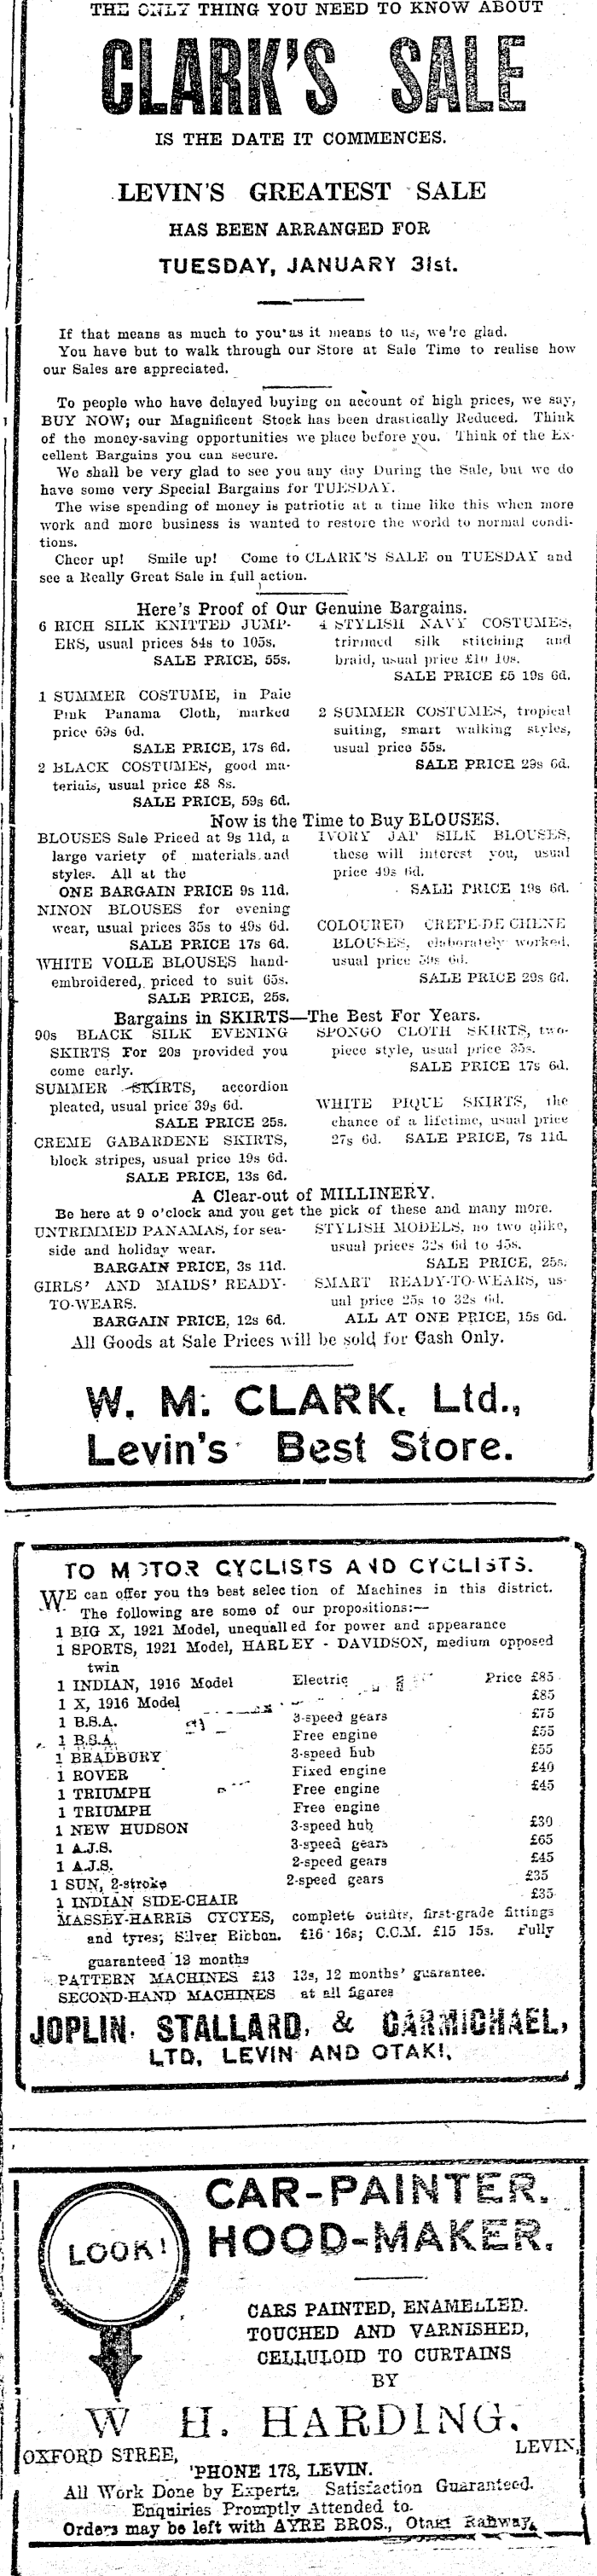 THE ONLY THING YOU NEED TO KNOW ABOUT
CLARK'S SALE
IS THE DATE IT COMMENCES.
LEVIN'S GREATEST SALE
HAS BEEN ARRANGED FOR
TUESDAY, JANUARY 31st.
If that means as much to you as it means to us, we're glad.
You have but to walk through our Store at Sale Time to realise how
our Sales are appreciated.
To people who have delayed buying on account of high prices, we say,
BUY NOW; our Magnificent Stock has been drastically Reduced. Think
of the money-saving opportunities we place before you. Think of the Ex-
cellent Bargains you can secure.
We shall be very glad to see you any day During the Sale, but we do
have some very Special Bargains for TUESDAY.
The wise spending of money is patriotic at a time like this when more
work and more business is wanted to restore the world to normal condi-
tions.
Cheer up! Smile up! Come to CLARK'S SALE on TUESDAY and
see a Really Great Sale in full action.
Here's Proof of Our Genuine Bargains.
6 RICH SILK KNITTED JUMP-
ERS, usual prices 84s to 105s,
SALE PRICE, 55s.
1 SUMMER COSTUME, in Pale
Pink Panama Cloth, marked
price 69s 6d.
SALE PRICE, 17s 6d.
2 BLACK COSTUMES, good ma-
terials, usual price £8 8s.
SALE PRICE, 59s 6d.
4 STYLISH NAVY COSTUMES,
trimmed silk stitching and
braid, usual price £10 10s.
SALE PRICE £5 19s 6d.
2 SUMMER COSTUMES, tropical
suiting, smart walking styles,
usual price 55s.
SALE PRICE 29s 6d.
Now is the Time to Buy BLOUSES.
BLOUSES Sale Priced at 9s 11d, a
large variety of materials and
styles. All at the
ONE BARGAIN PRICE 9s 11d.
NINON BLOUSES for evening
wear, usual prices 35s to 49s 6d.
SALE PRICE 17s 6d.
WHITE VOILE BLOUSES hand-
embroidered, priced to suit 65s.
SALE PRICE, 25s.
IVORY JAP SILK BLOUSES,
these will interest you, usual
price 49s 6d.
SALE PRICE 19s 6d.
COLOURED CREPE-DE CHENE
BLOUSES, elaborately worked,
usual price 59s 6d.
SALE PRICE 29s 6d.
Bargains in SKIRTS—The Best For Years.
90s BLACK SILK EVENING
SKIRTS For 20s provided you
come early.
SUMMER SKIRTS, accordion
pleated, usual price 39s 6d.
SALE PRICE 25s.
CREME GABARDENE SKIRTS,
block stripes, usual price 19s 6d.
SALE PRICE, 13s 6d.
SPONGO CLOTH SKIRTS, two-
piece style, usual price 35s.
SALE PRICE 17s 6d.
WHITE PIQUE SKIRTS, the
chance of a lifetime, usual price
27s 6d. SALE PRICE, 7s 11d.
A Clear-out of MILLINERY.
Be here at 9 o'clock and you get the pick of these and many more.
UNTRIMMED PANAMAS, for sea-
side and holiday wear.
BARGAIN PRICE, 3s 11d.
GIRLS' AND MAIDS' READY-
TO-WEARS.
BARGAIN PRICE, 12s 6d.
STYLISH MODELS, no two alike,
usual prices 32s 6d to 45s.
SALE PRICE, 25s.
SMART READY-TO-WEARS, us-
ual price 25s to 32s 6d.
ALL AT ONE PRICE, 15s 6d.
All Goods at Sale Prices will be sold for Cash Only.
W. M. CLARK, Ltd.,
Levin's Best Store.
TO MOTOR CYCLISTS AND CYCLISTS.
WE can offer you the best selection of Machines in this district.
The following are some of our propositions:—
1 BIG X, 1921 Model, unequalled for power and appearance
1 SPORTS, 1921 Model, HARLEY - DAVIDSON, medium opposed
twin
1 INDIAN, 1916 Model Electric Price £85
1 X, 1916 Model £85
1 B.S.A. 3-speed gears £75
1 B.S.A. Free engine £55
1 BRADBURY 3-speed hub £55
1 ROVER Fixed engine £40
1 TRIUMPH Free engine £45
1 TRIUMPH Free engine
1 NEW HUDSON 3-speed hub £30
1 A.J.S. 3-speed gears £65
1 A.J.S. 2-speed gears £45
1 SUN, 2-stroke 2-speed gears £35
1 INDIAN SIDE-CHAIR £35
MASSEY-HARRIS CYCYES, complete outfits, first-grade fittings
and tyres; Silver Ribbon. £16 16s; C.C.M. £15 15s. Fully
guaranteed 12 months
PATTERN MACHINES £13 13s, 12 months' guarantee.
SECOND-HAND MACHINES at all figares
JOPLIN, STALLARD, & CARMICHAEL,
LTD, LEVIN AND OTAKI,
LOOK!
CAR-PAINTER.
HOOD-MAKER.
CARS PAINTED, ENAMELLED.
TOUCHED AND VARNISHED,
CELLULOID TO CURTAINS
BY
W H. HARDING,
OXFORD STREE, LEVIN,
'PHONE 178, LEVIN.
All Work Done by Experts. Satisfaction Guaranteed.
Enquiries Promptly Attended to.
Orders may be left with AYRE BROS., Otaki Railway,